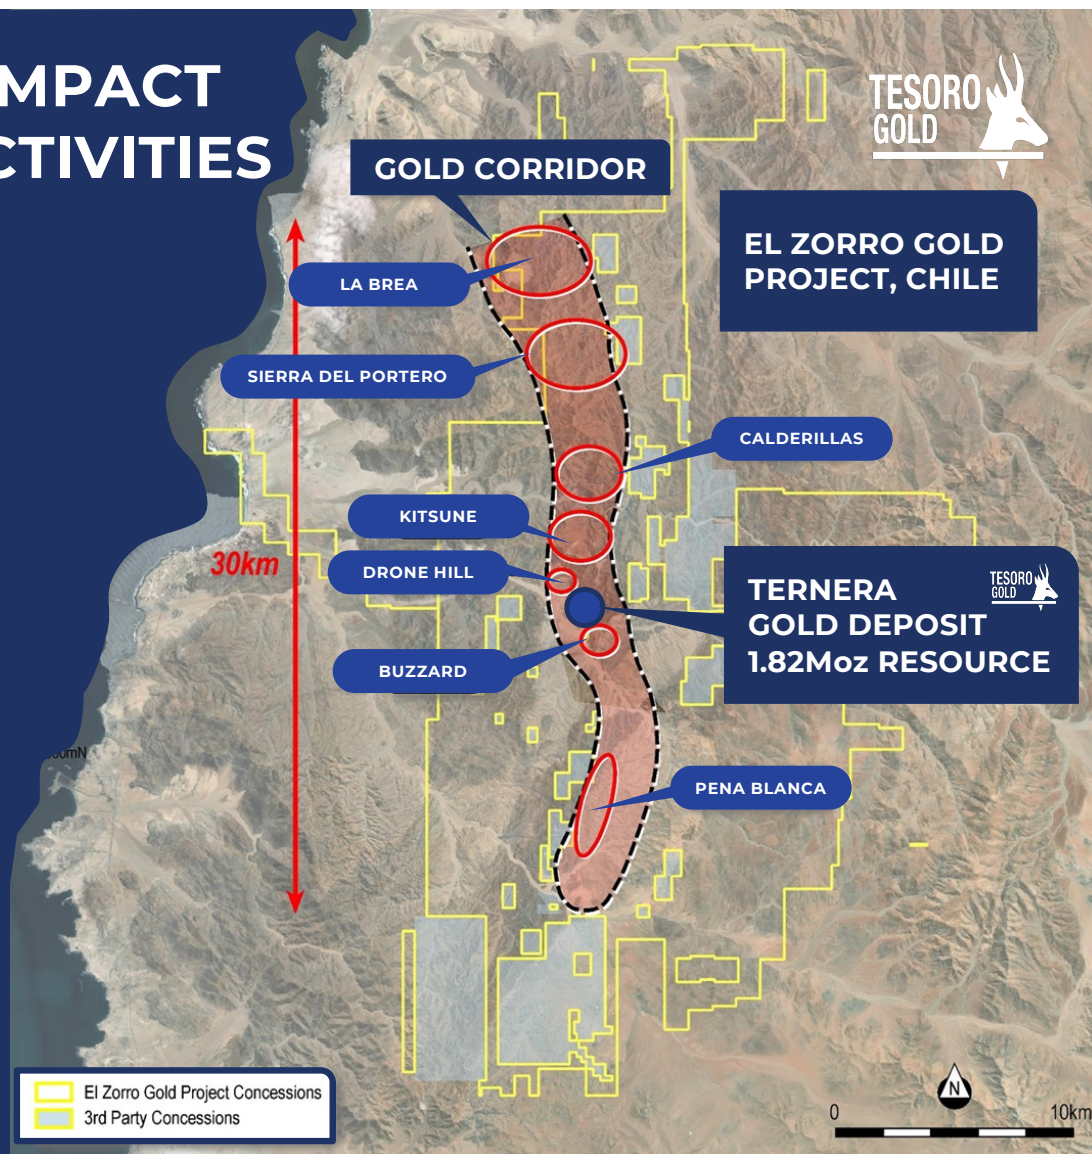 MPACT
CTIVITIES
TESORO
GOLD
GOLD CORRIDOR
EL ZORRO GOLD
PROJECT, CHILE
LA BREA
SIERRA DEL PORTERO
CALDERILLAS
KITSUNE
30km
DRONE HILL
TERNERA
GOLD DEPOSIT
1.82Moz RESOURCE
TESORO
GOLD
BUZZARD
PENA BLANCA
El Zorro Gold Project Concessions
3rd Party Concessions
N
0
10km